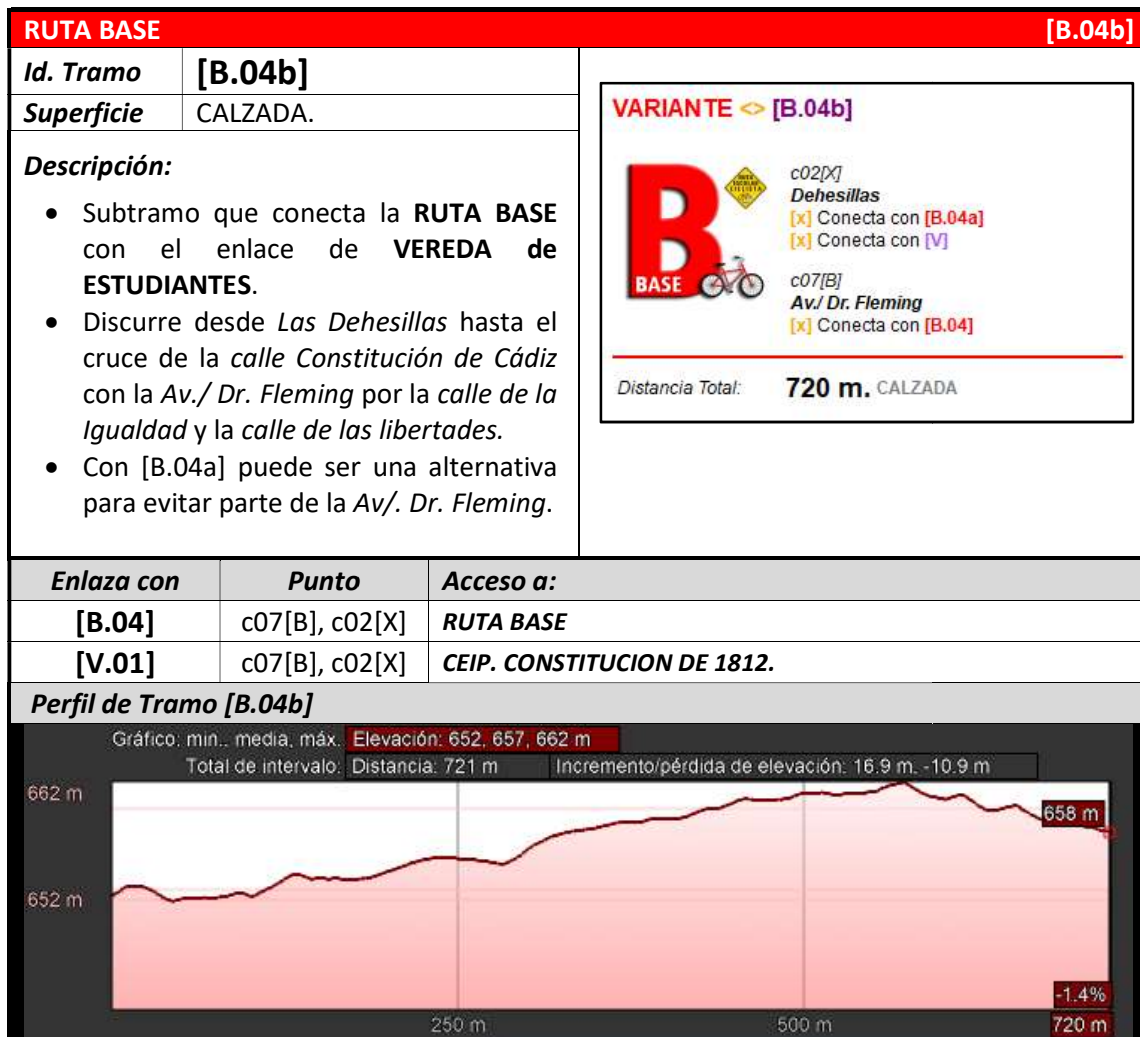 RUTA BASE [B.04b]
Id. Tramo [B.04b]
Superficie CALZADA.
Descripción:
• Subtramo que conecta la RUTA BASE
con el enlace de VEREDA de
ESTUDIANTES.
• Discurre desde Las Dehesillas hasta el
cruce de la calle Constitución de Cádiz
con la Av./ Dr. Fleming por la calle de la
Igualdad y la calle de las libertades.
• Con [B.04a] puede ser una alternativa
para evitar parte de la Av/. Dr. Fleming.
VARIANTE <> [B.04b]
B
BASE
c02[X]
Dehesillas
[x] Conecta con [B.04a]
[x] Conecta con [V]
c07[B]
Av./ Dr. Fleming
[x] Conecta con [B.04]
Distancia Total: 720 m. CALZADA
Enlaza con Punto Acceso a:
[B.04] c07[B], c02[X] RUTA BASE
[V.01] c07[B], c02[X] CEIP. CONSTITUCION DE 1812.
Perfil de Tramo [B.04b]
Gráfico: mín., media, máx. Elevación: 652, 657, 662 m
Total de intervalo: Distancia: 721 m Incremento/pérdida de elevación: 16.9 m. -10.9 m
662 m
658 m
652 m
-1.4%
250 m 500 m 720 m